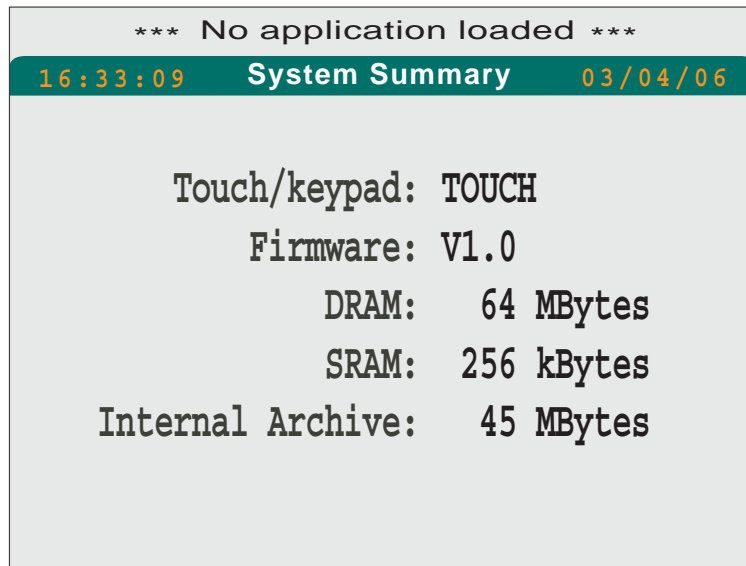 *** No application loaded ***
16:33:09 System Summary 03/04/06
Touch/keypad: TOUCH
Firmware: V1.0
DRAM: 64 MBytes
SRAM: 256 kBytes
Internal Archive: 45 MBytes